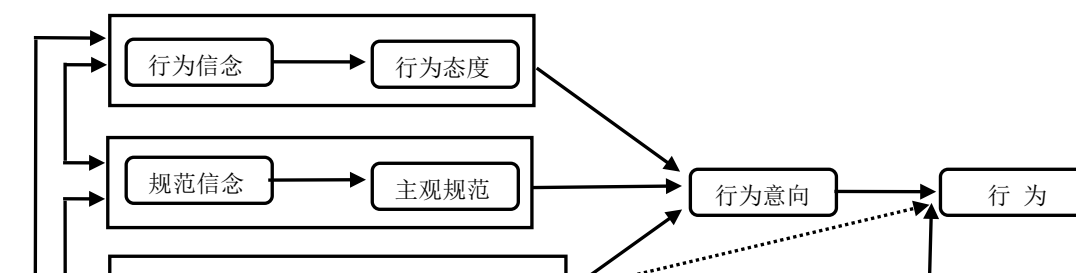 行为信念
行为态度
规范信念
主观规范
行为意向
行 为